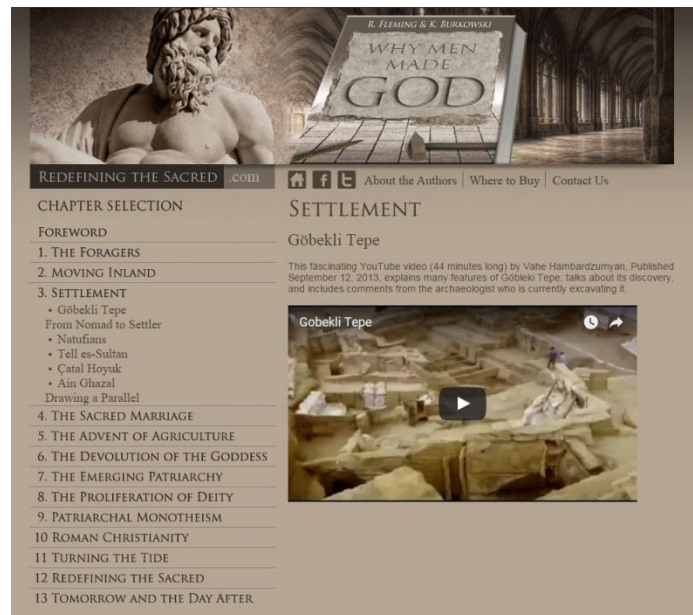 R. FLEMING & K. BURKOWSKI
WHY MEN
MADE
GOD
REDEFINING THE SACRED .com
About the Authors | Where to Buy | Contact Us
CHAPTER SELECTION
FOREWORD
1. THE FORAGERS
2. MOVING INLAND
3. SETTLEMENT
• Göbekli Tepe
From Nomad to Settler
• Natufians
• Tell es-Sultan
• Çatal Hoyuk
• Ain Ghazal
Drawing a Parallel
4. THE SACRED MARRIAGE
5. THE ADVENT OF AGRICULTURE
6. THE DEVOLUTION OF THE GODDESS
7. THE EMERGING PATRIARCHY
8. THE PROLIFERATION OF DEITY
9. PATRIARCHAL MONOTHEISM
10 ROMAN CHRISTIANITY
11 TURNING THE TIDE
12 REDEFINING THE SACRED
13 TOMORROW AND THE DAY AFTER
SETTLEMENT
Göbekli Tepe
This fascinating YouTube video (44 minutes long) by Vahe Hambardzumyan, Published
September 12, 2013, explains many features of Göbleki Tepe, talks about its discovery,
and includes comments from the archaeologist who is currently excavating it.
Gobekli Tepe